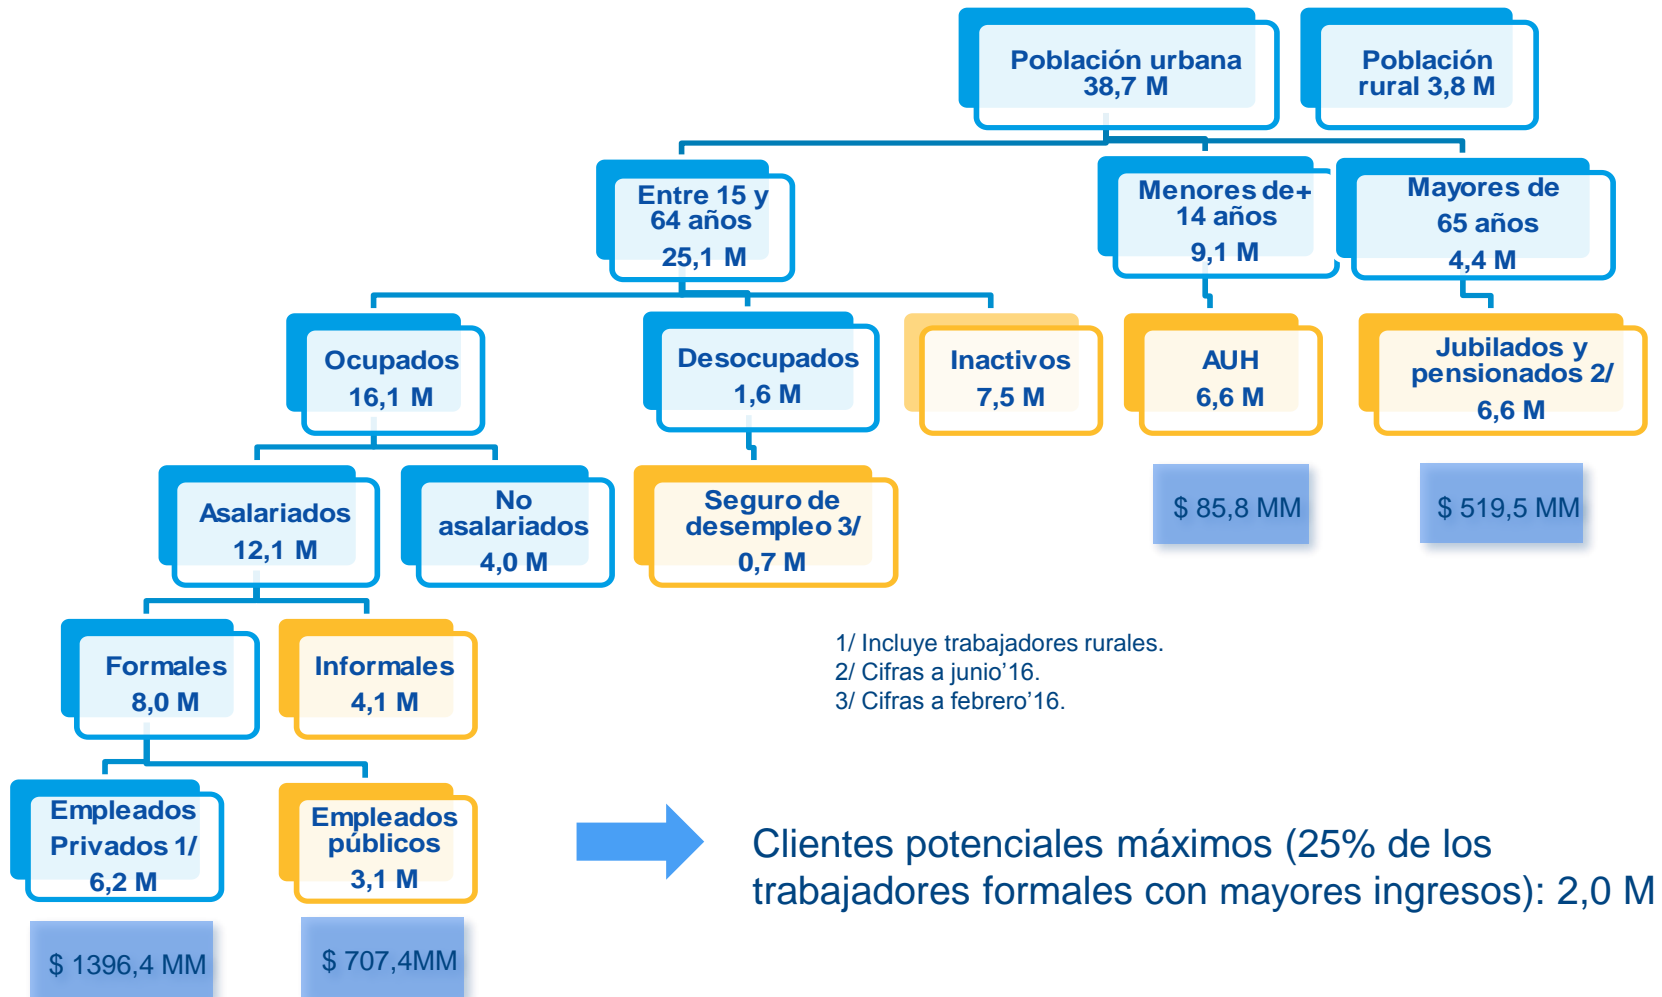 Población urbana
38,7 M
Población
rural 3,8 M
Entre 15 y
64 años
25,1 M
Menores de+
14 años
9,1 M
Mayores de
65 años
4,4 M
Ocupados
16,1 M
Desocupados
1,6 M
Inactivos
7,5 M
AUH
6,6 M
Jubilados y
pensionados 2/
6,6 M
Asalariados
12,1 M
No
asalariados
4,0 M
Seguro de
desempleo 3/
0,7 M
$ 85,8 MM
$ 519,5 MM
Formales
8,0 M
Informales
4,1 M
1/ Incluye trabajadores rurales.
2/ Cifras a junio'16.
3/ Cifras a febrero'16.
Empleados
Privados 1/
6,2 M
Empleados
públicos
3,1 M
Clientes potenciales máximos (25% de los
trabajadores formales con mayores ingresos): 2,0 M
$ 1396,4 MM
$ 707,4MM